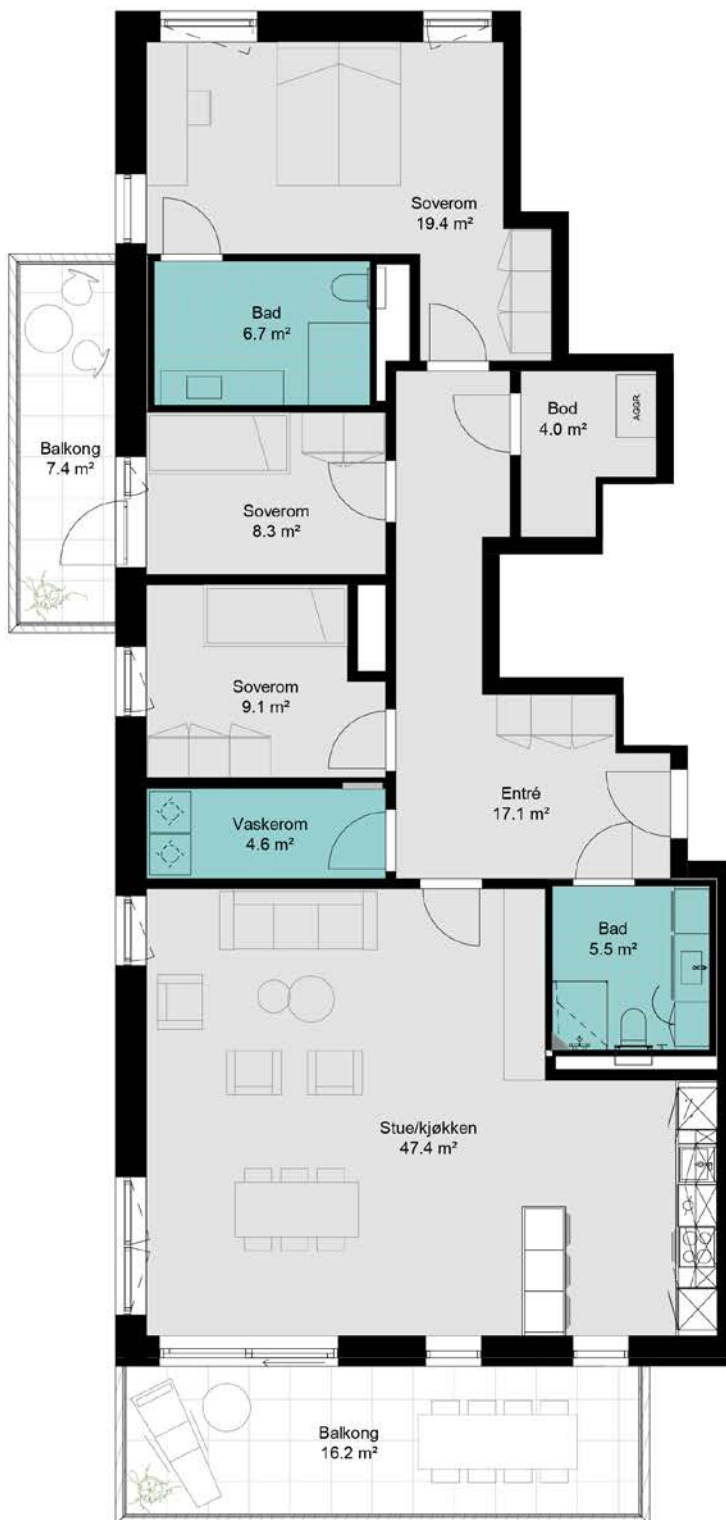 Soverom
19.4 m²
Bad
6.7 m²
Bod
4.0 m²
AGGR.
Balkong
7.4 m²
Soverom
8.3 m²
Soverom
9.1 m²
Entré
17.1 m²
Vaskerom
4.6 m²
Bad
5.5 m²
Stue/kjøkken
47.4 m²
Balkong
16.2 m²